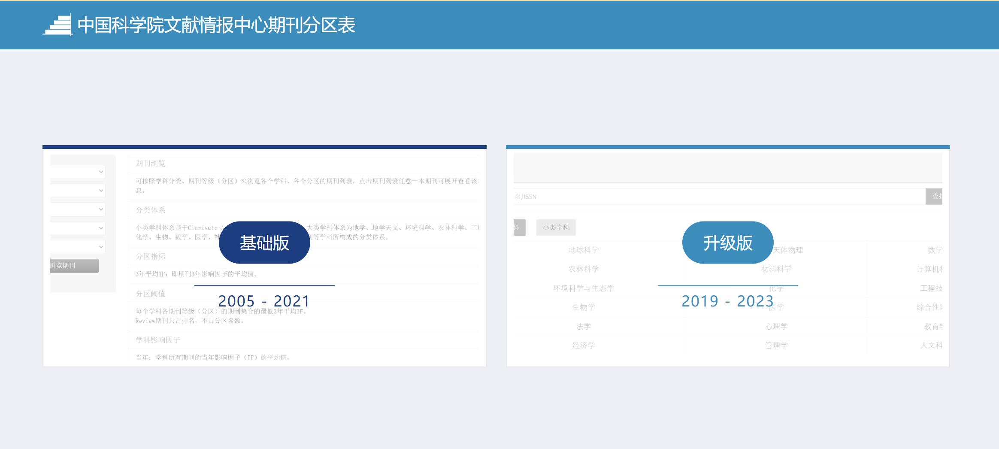 中国科学院文献情报中心期刊分区表
期刊浏览
可按照学科分类、期刊等级（分区）来浏览各个学科、各个分区的期刊列表，点击期刊列表任意一本期刊可展开查看该
息。
分类体系
小类学科体系基于Clarivate A
大类学科体系为地学、地学天文、环境科学、农林科学、工
化学、生物、数学、医学、社
等学科所构成的分类体系。
基础版
分区指标
3年平均IF：即期刊3年影响因子的平均值。
浏览期刊
分区阈值
2005 - 2021
每个学科各期刊等级（分区）的期刊集合的最低3年平均IF。
Review期刊只占排名，不占分区名额。
学科影响因子
当年：学科所有期刊的当年影响因子（IF）的平均值。
名/ISSN
查找
科
小类学科
升级版
地球科学
天体物理
数学
农林科学
材料科学
计算机科
环境科学与生态学
化学
工程技
2019 - 2023
生物学
医学
综合性期
法学
心理学
教育学
经济学
管理学
人文科